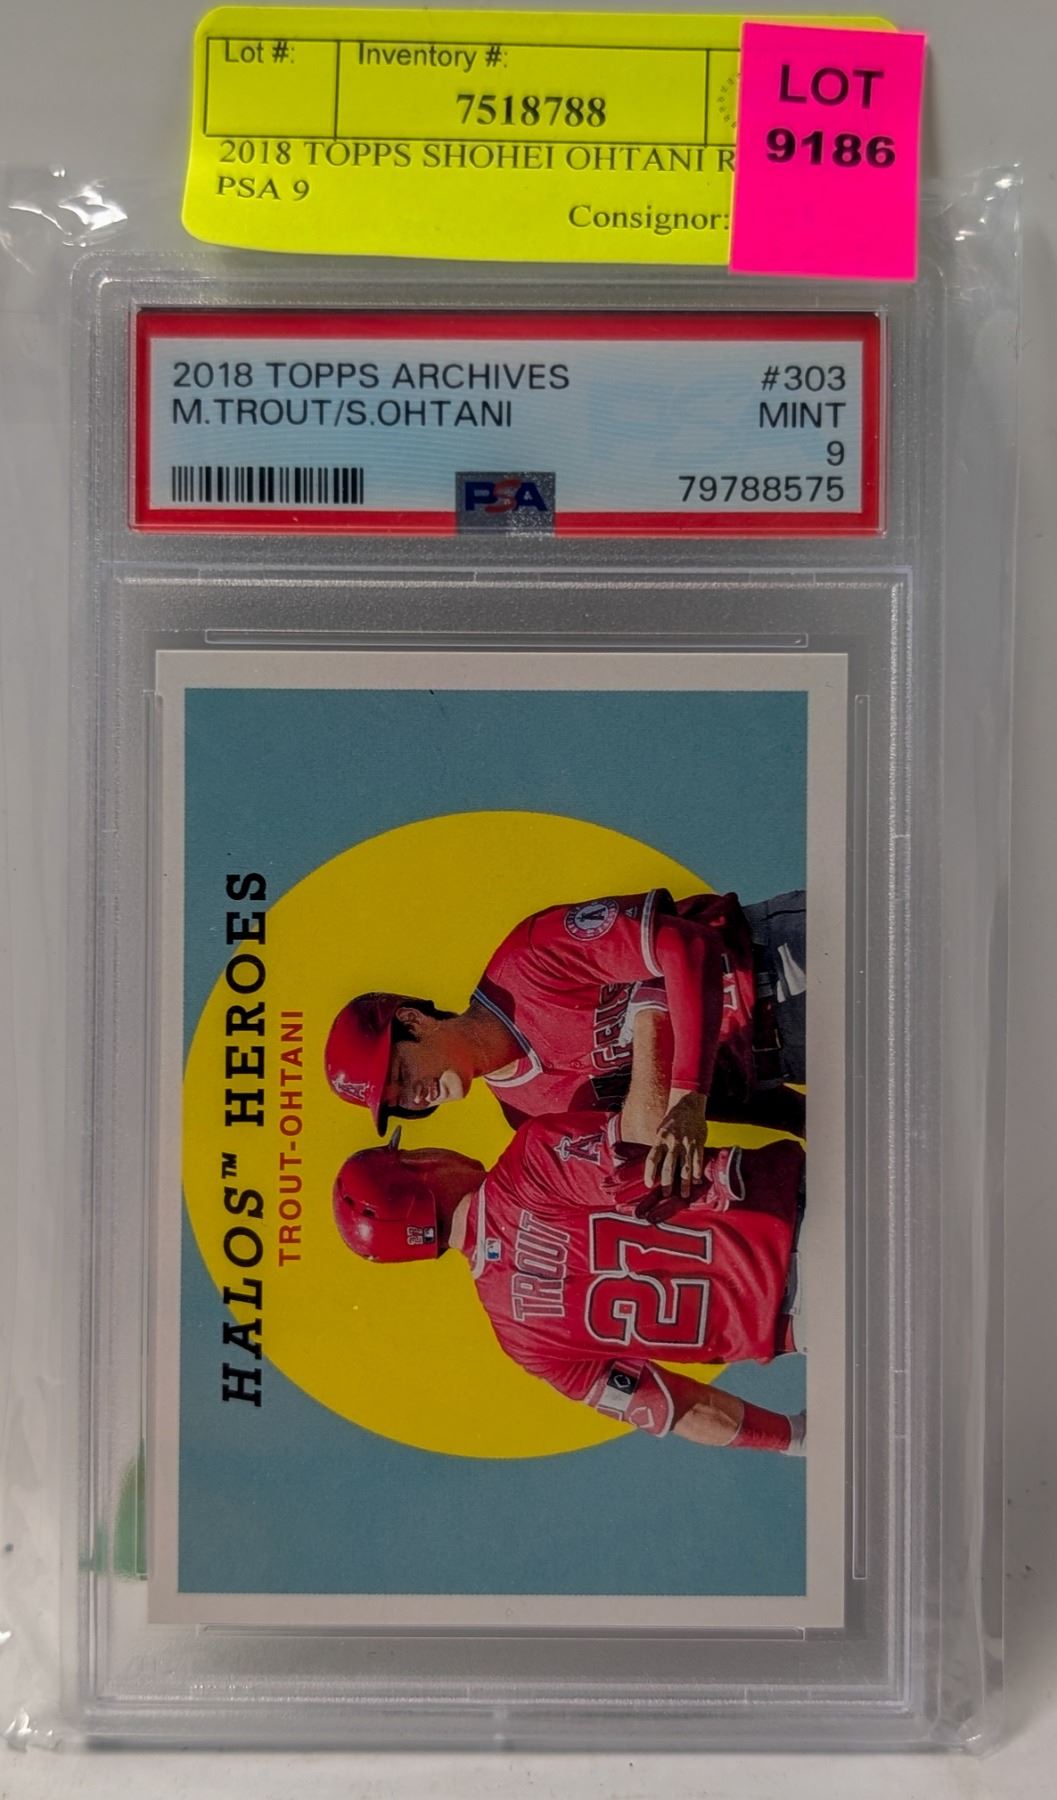 Lot #:
Inventory #:
7518788
LOT
9186
2018 TOPPS SHOHEI OHTANI
PSA 9
Consignor:
2018 TOPPS ARCHIVES
#303
M.TROUT/S.OHTANI
MINT
9
79788575
PSA
HALOS™ HEROES
TROUT-OHTANI
TROUT
27
27